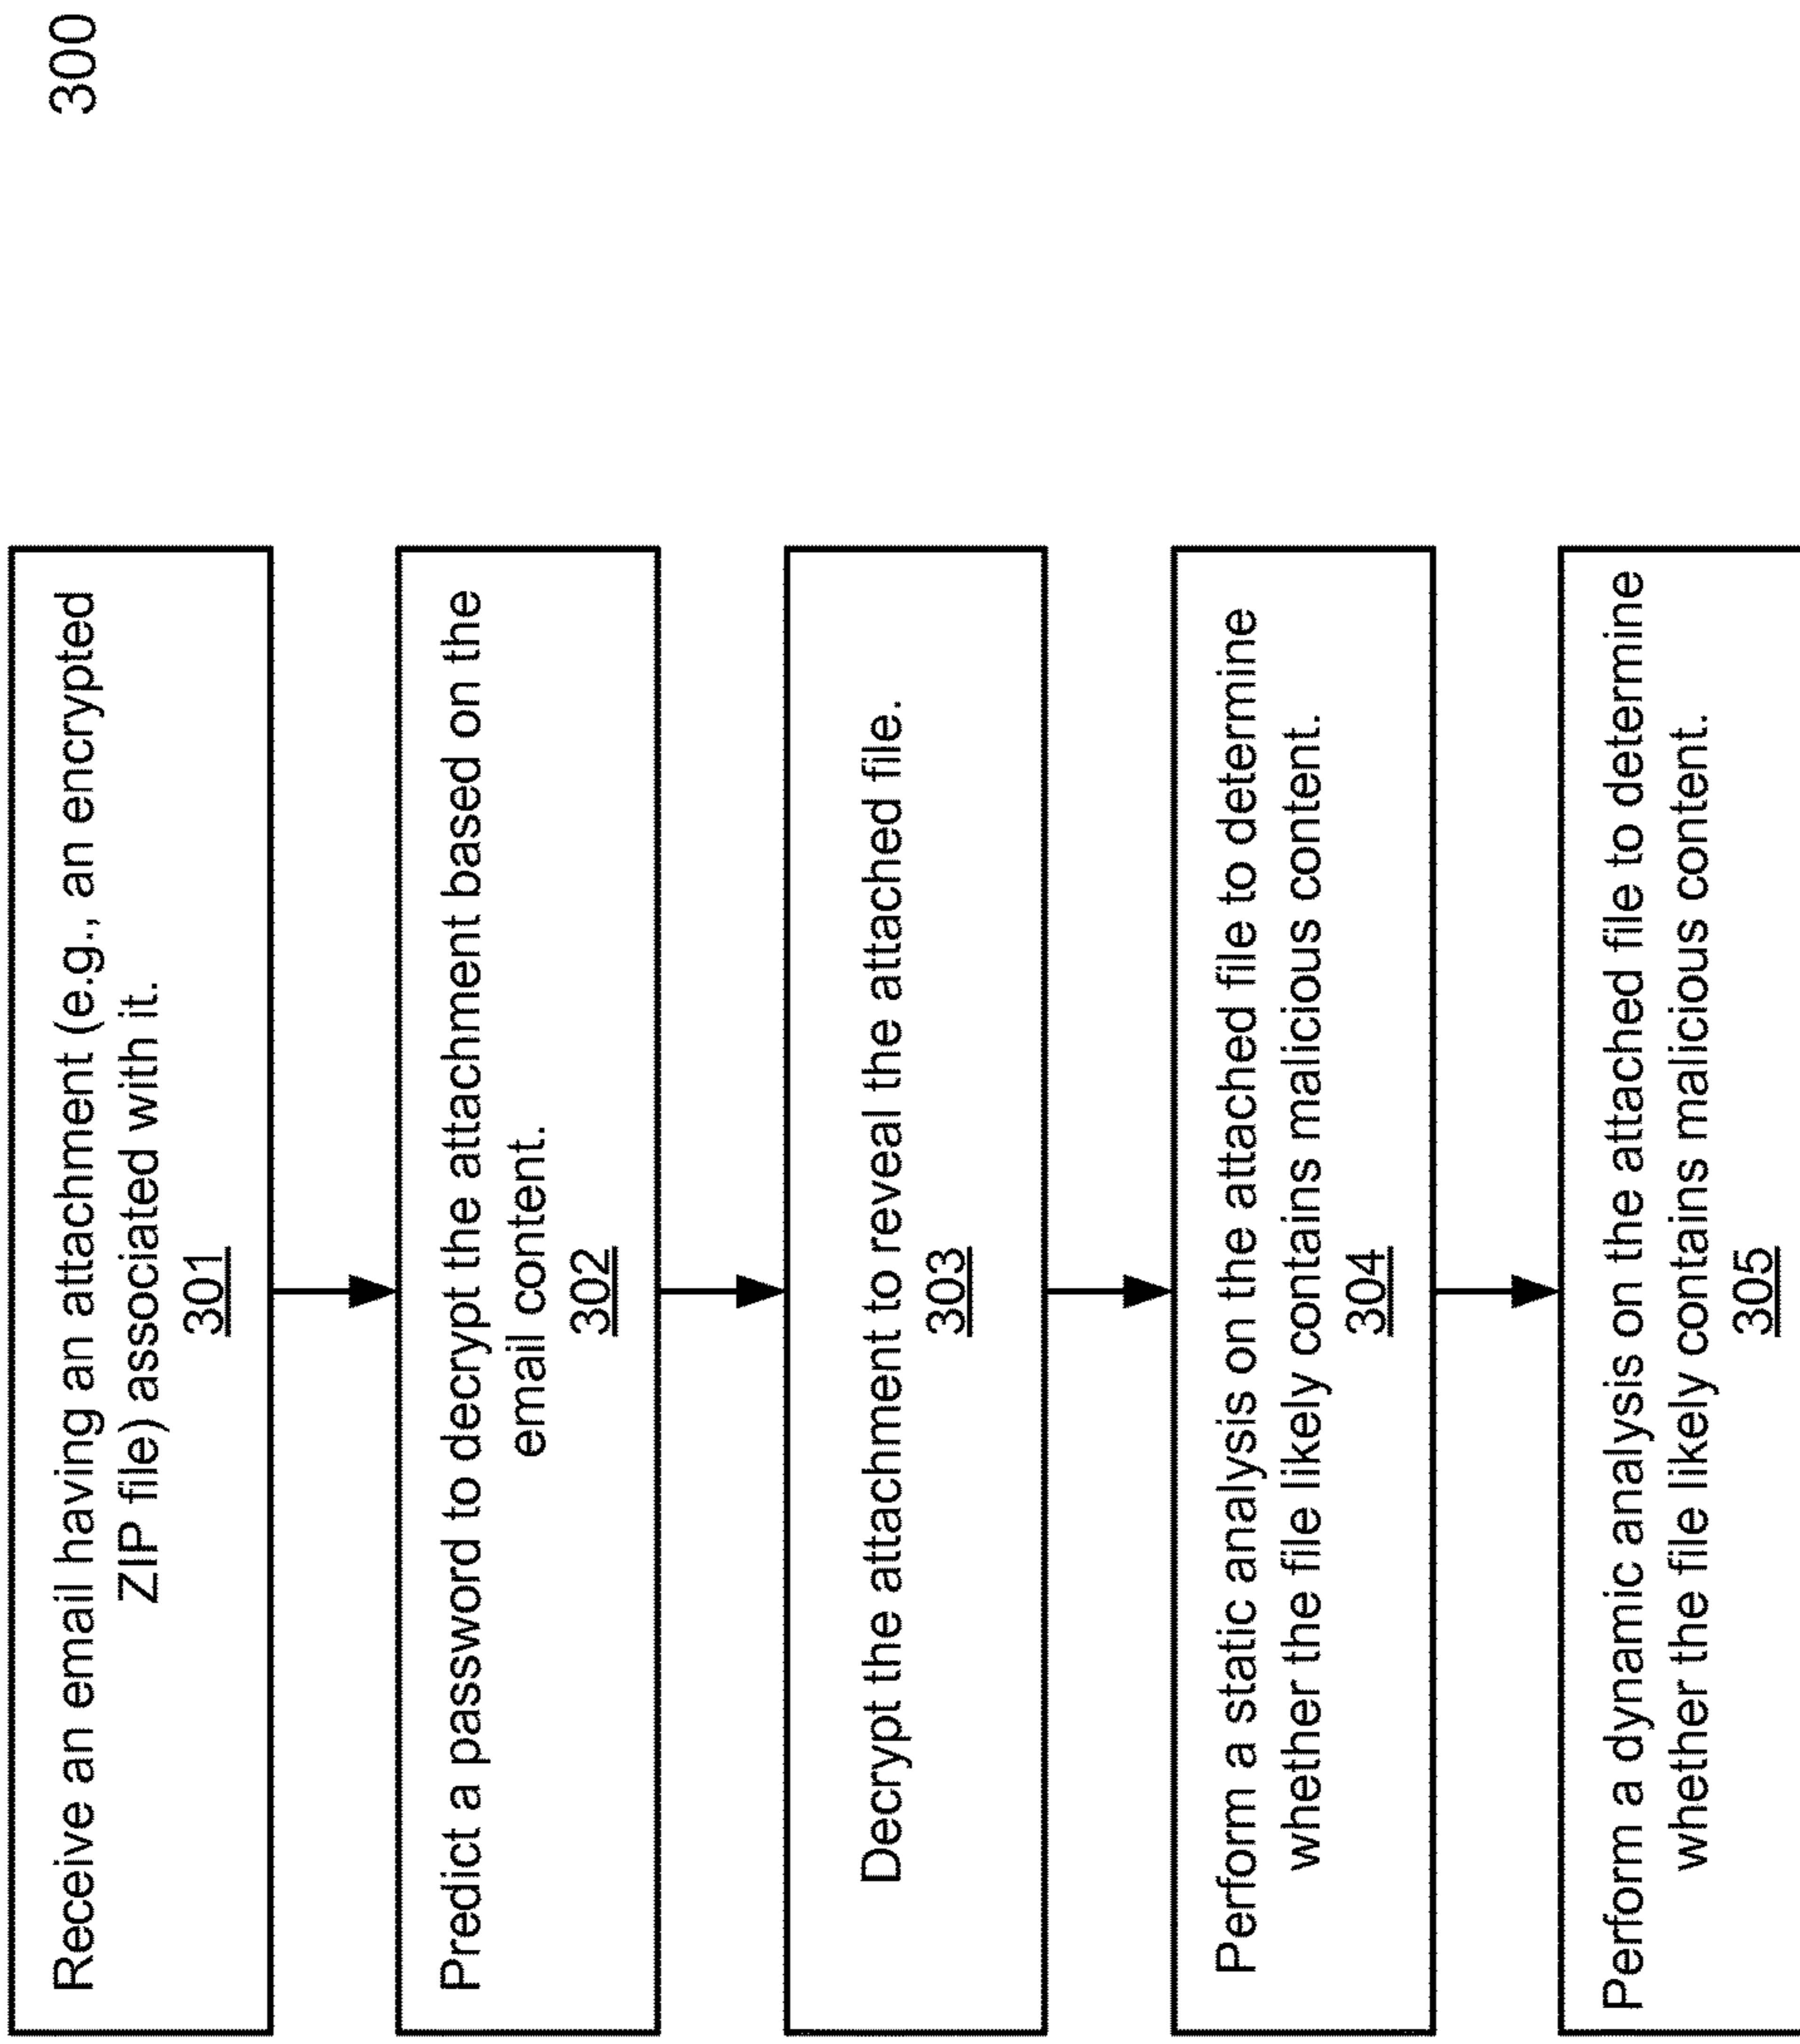 300
Receive an email having an attachment (e.g., an encrypted
ZIP file) associated with it.
301
Predict a password to decrypt the attachment based on the
email content.
302
Decrypt the attachment to reveal the attached file.
303
Perform a static analysis on the attached file to determine
whether the file likely contains malicious content.
304
Perform a dynamic analysis on the attached file to determine
whether the file likely contains malicious content.
305